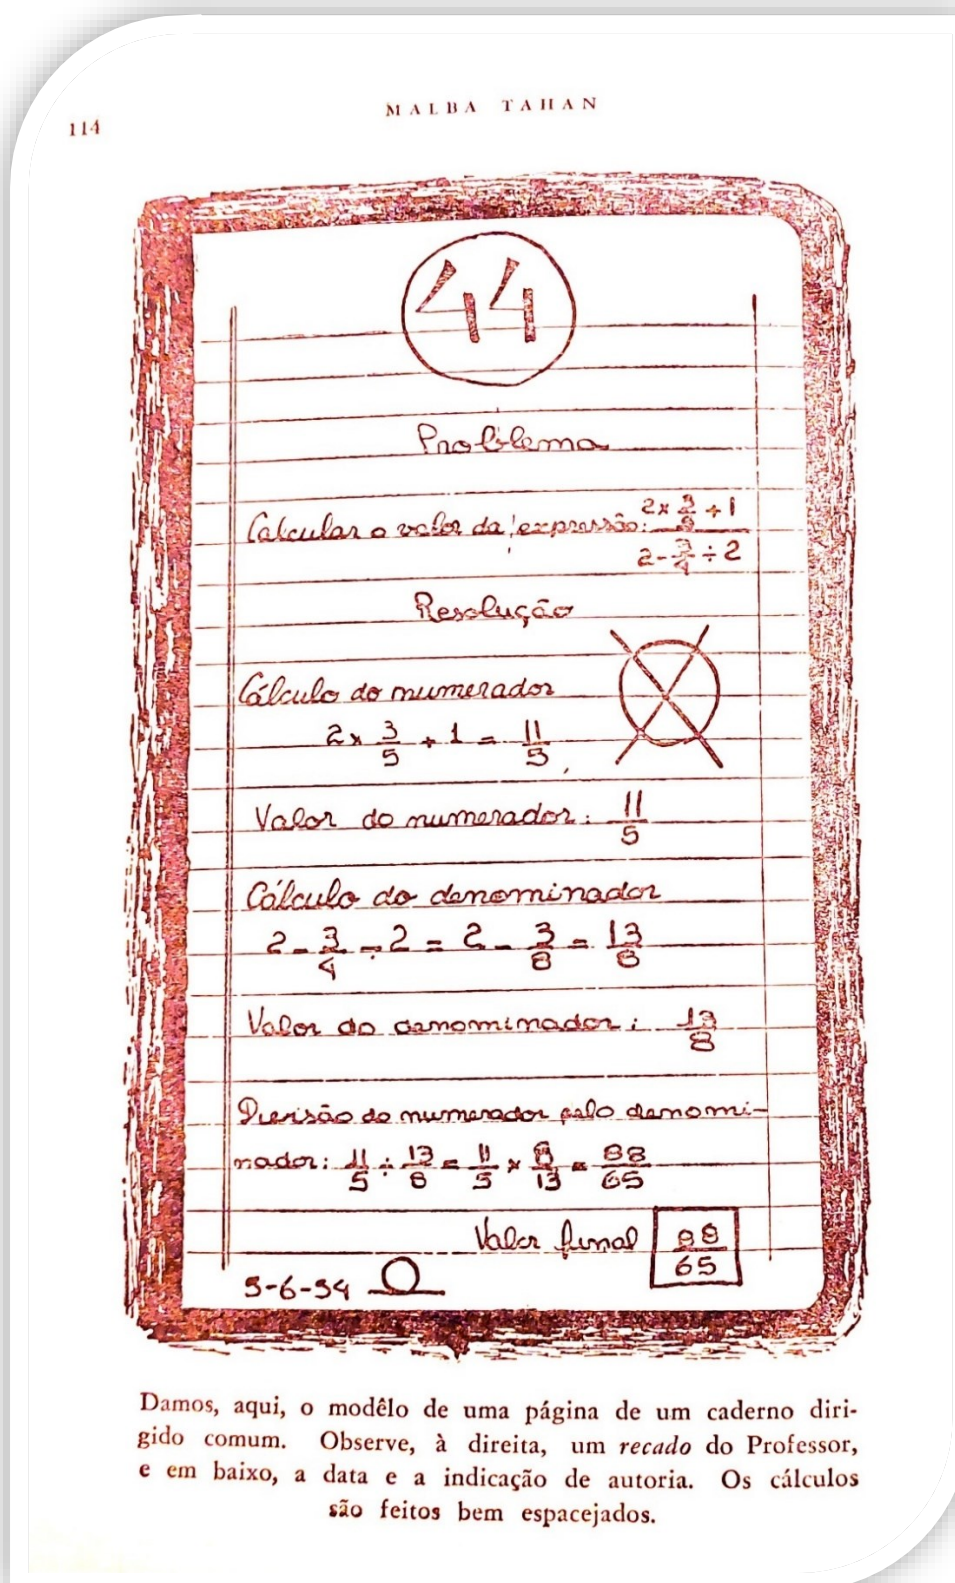 114
MALBA TAHAN
44
Problema
Calcular o valor da expressão: (2 × 3/5 + 1)/(2 - 3/4 ÷ 2)
Resolução
Cálculo do numerador
2 × 3/5 + 1 = 11/5
Valor do numerador: 11/5
Cálculo do denominador
2 - 3/4 ÷ 2 = 2 - 3/8 = 13/8
Valor do denominador: 13/8
Divisão do numerador pelo denomi-
nador: 11/5 ÷ 13/8 = 11/5 × 8/13 = 88/65
Valor final 88/65
5-6-54
Damos, aqui, o modêlo de uma página de um caderno diri-
gido comum. Observe, à direita, um recado do Professor,
e em baixo, a data e a indicação de autoria. Os cálculos
são feitos bem espacejados.